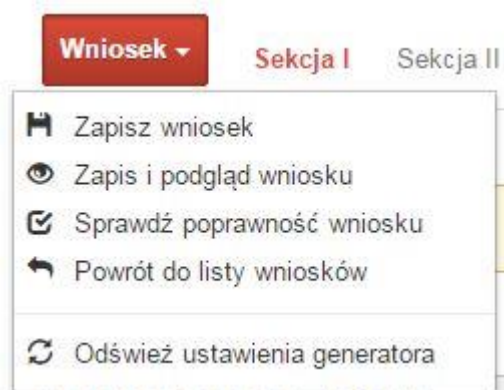 Wniosek Sekcja I Sekcja II
Zapisz wniosek
Zapis i podgląd wniosku
Sprawdź poprawność wniosku
Powrót do listy wniosków
Odśwież ustawienia generatora